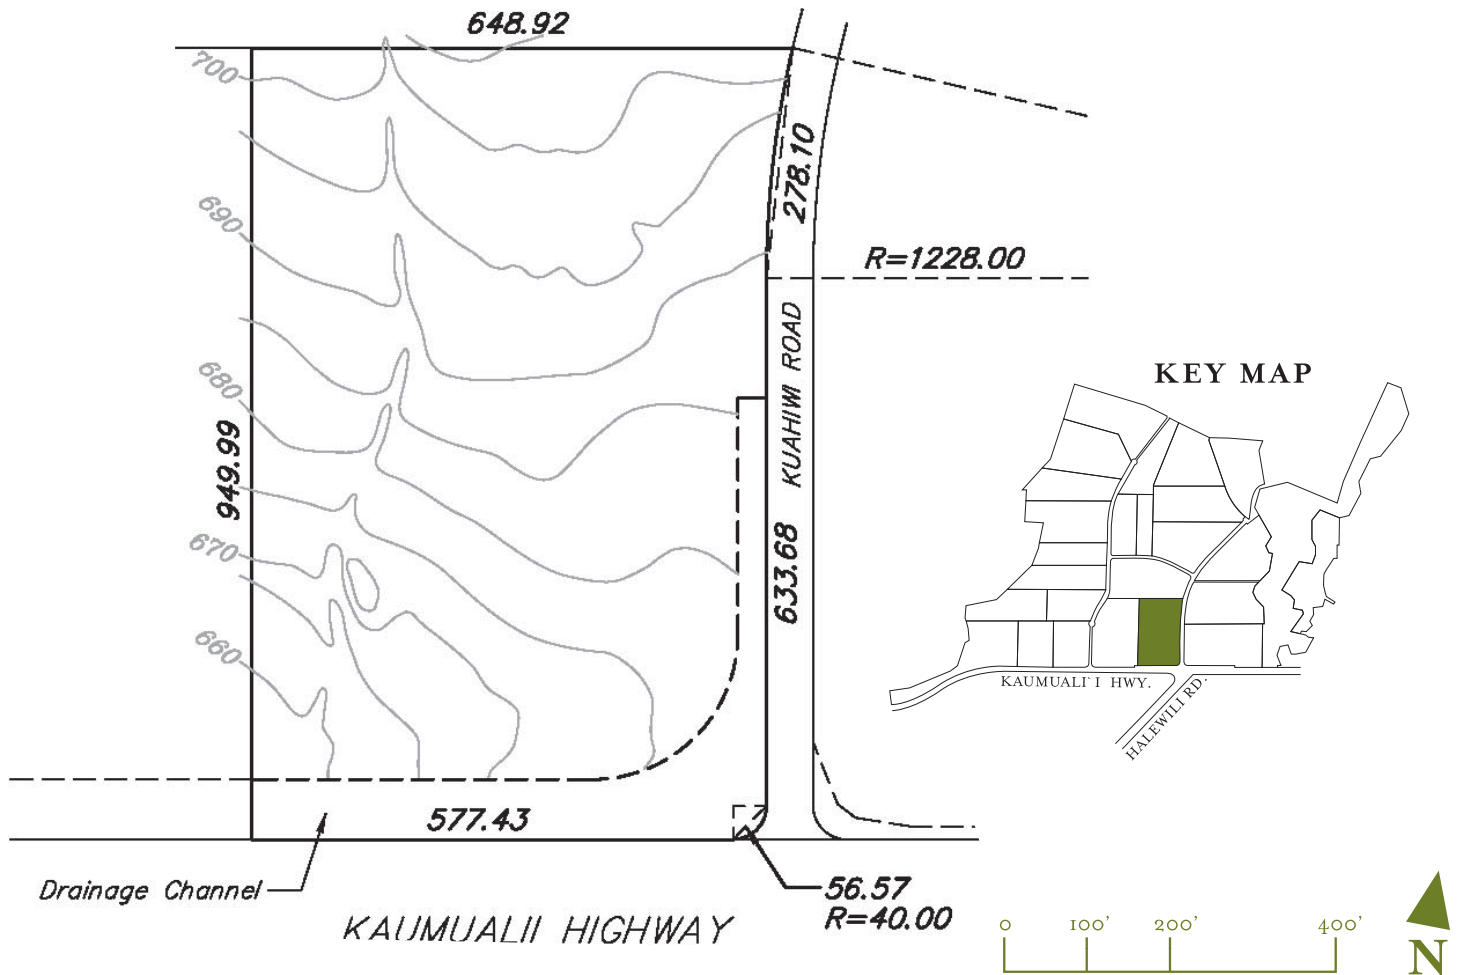 648.92
700
278.10
690
R=1228.00
KUAHIWI ROAD
680
KEY MAP
949.99
633.68
670
660
KAUMUALI`I HWY.
HALEWILI RD.
577.43
Drainage Channel
56.57
R=40.00
KAUMUALII HIGHWAY
0 100' 200' 400'
N